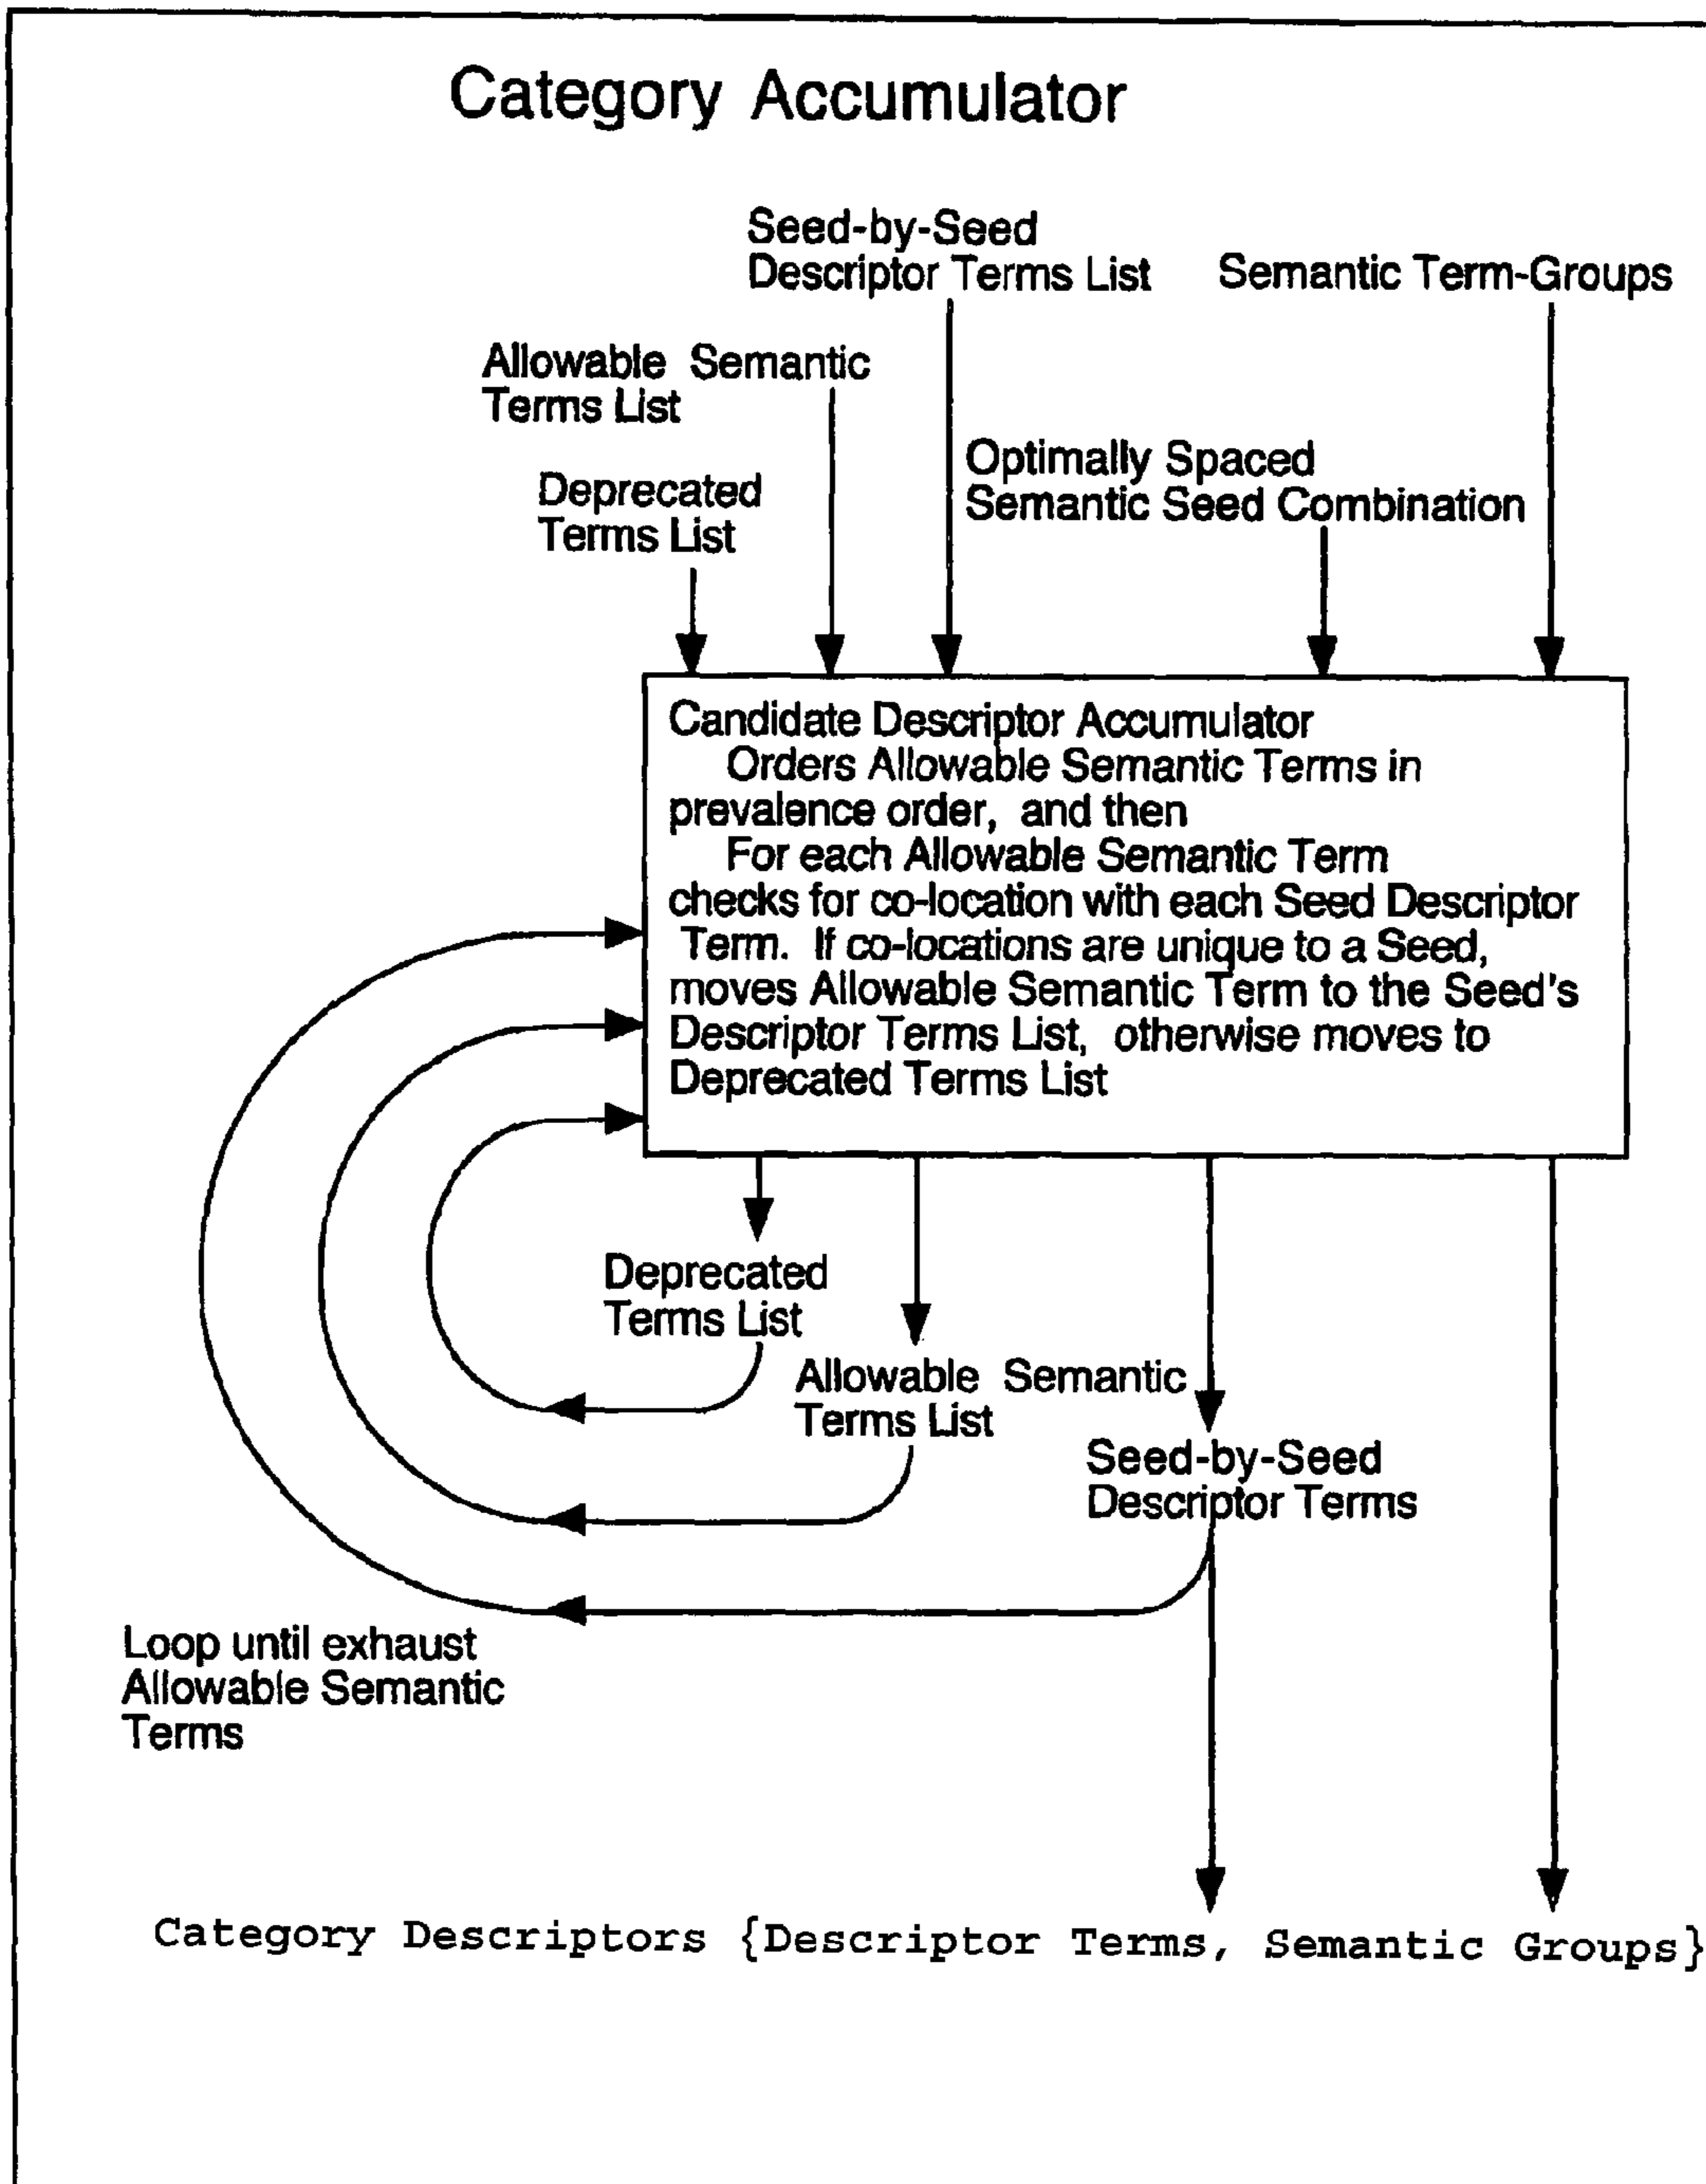 Category Accumulator
Seed-by-Seed
Descriptor Terms List
Semantic Term-Groups
Allowable Semantic
Terms List
Optimally Spaced
Semantic Seed Combination
Deprecated
Terms List
Candidate Descriptor Accumulator
Orders Allowable Semantic Terms in
prevalence order, and then
For each Allowable Semantic Term
checks for co-location with each Seed Descriptor
Term. If co-locations are unique to a Seed,
moves Allowable Semantic Term to the Seed's
Descriptor Terms List, otherwise moves to
Deprecated Terms List
Deprecated
Terms List
Allowable Semantic
Terms List
Seed-by-Seed
Descriptor Terms
Loop until exhaust
Allowable Semantic
Terms
Category Descriptors {Descriptor Terms, Semantic Groups}